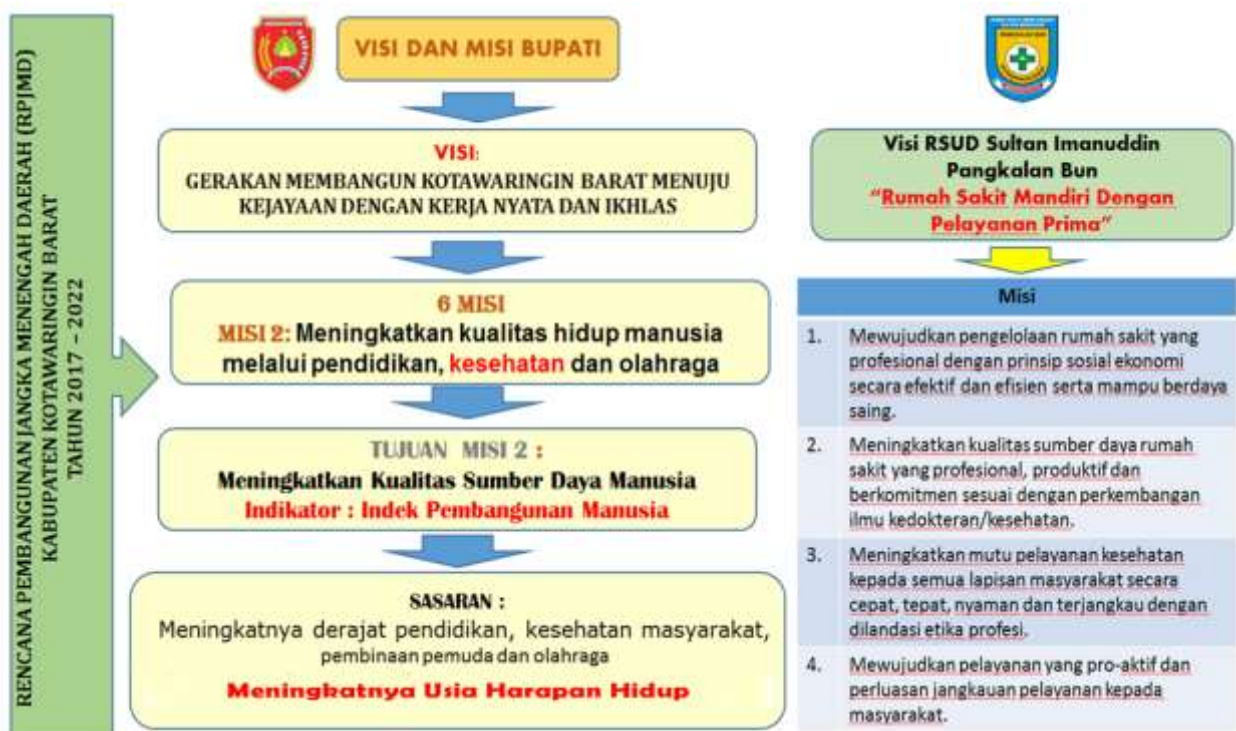 RENCANA PEMBANGUNAN JANGKA MENENGAH DAERAH (RPJMD)
KABUPATEN KOTAWARINGIN BARAT
TAHUN 2017 – 2022
VISI DAN MISI BUPATI
VISI:
GERAKAN MEMBANGUN KOTAWARINGIN BARAT MENUJU
KEJAYAAN DENGAN KERJA NYATA DAN IKHLAS
6 MISI
MISI 2: Meningkatkan kualitas hidup manusia
melalui pendidikan, kesehatan dan olahraga
TUJUAN MISI 2 :
Meningkatkan Kualitas Sumber Daya Manusia
Indikator : Indek Pembangunan Manusia
SASARAN :
Meningkatnya derajat pendidikan, kesehatan masyarakat,
pembinaan pemuda dan olahraga
Meningkatnya Usia Harapan Hidup
Visi RSUD Sultan Imanuddin
Pangkalan Bun
“Rumah Sakit Mandiri Dengan
Pelayanan Prima”
Misi
1. Mewujudkan pengelolaan rumah sakit yang
profesional dengan prinsip sosial ekonomi
secara efektif dan efisien serta mampu berdaya
saing.
2. Meningkatkan kualitas sumber daya rumah
sakit yang profesional, produktif dan
berkomitmen sesuai dengan perkembangan
ilmu kedokteran/kesehatan.
3. Meningkatkan mutu pelayanan kesehatan
kepada semua lapisan masyarakat secara
cepat, tepat, nyaman dan terjangkau dengan
dilandasi etika profesi.
4. Mewujudkan pelayanan yang pro-aktif dan
perluasan jangkauan pelayanan kepada
masyarakat.